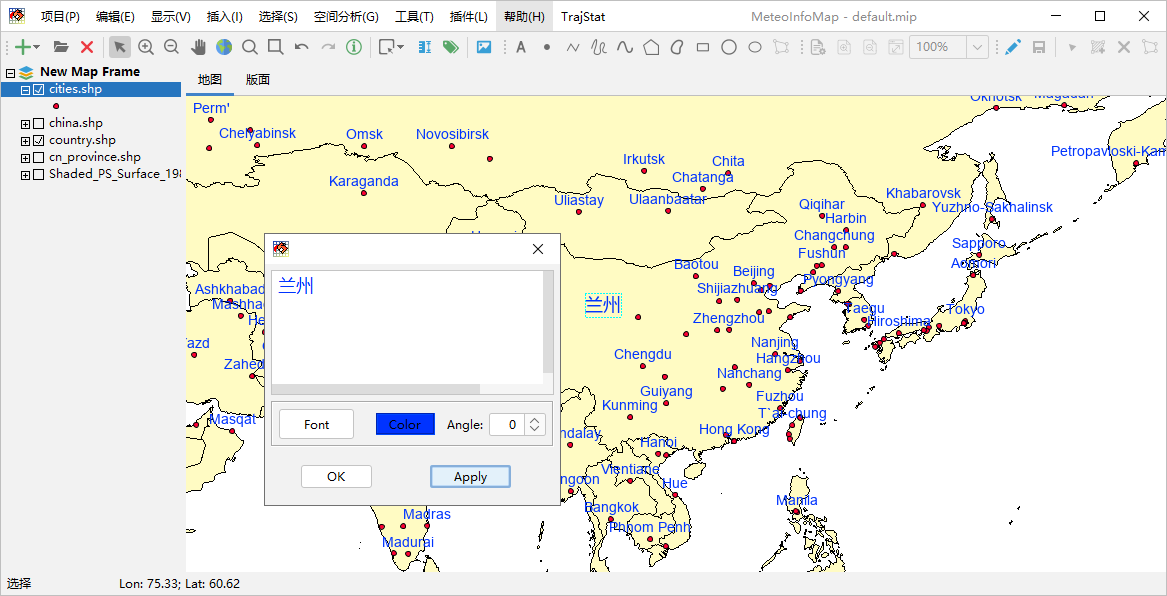 项目(P) 编辑(E) 显示(V) 插入(I) 选择(S) 空间分析(G) 工具(T) 插件(L) 帮助(H) TrajStat MeteoInfoMap - default.mip
100%
New Map Frame
cities.shp
china.shp
country.shp
cn_province.shp
Shaded_PS_Surface_198
地图 版面
Okhotsk Magadan
Perm'
Chelyabinsk Omsk Novosibirsk
Petropavloski-Kam
Irkutsk Chita
Karaganda Chatanga
Uliastay Ulaanbaatar Khabarovsk
Qiqihar Yuzhno-Sakhalinsk
Harbin
Changchung
Sapporo
Fushun
Baotou Beijing Aomori
Pyongyang
Ashkhabad Shijiazhuang
Mashha
兰州
兰州
Taegu Tokyo
He Zhengzhou Hiroshima
Yazd Nanjing
Chengdu Hangzhou
Zahed Nanchang
Guiyang Fuzhou
Kunming T`ai-chung
Masqat Hong Kong
ndalay Hanoi
Vientiane
ngoon Hue
Manila
Bangkok
Madras Phnom Penh
Madurai
Font Color Angle: 0
OK Apply
选择 Lon: 75.33; Lat: 60.62